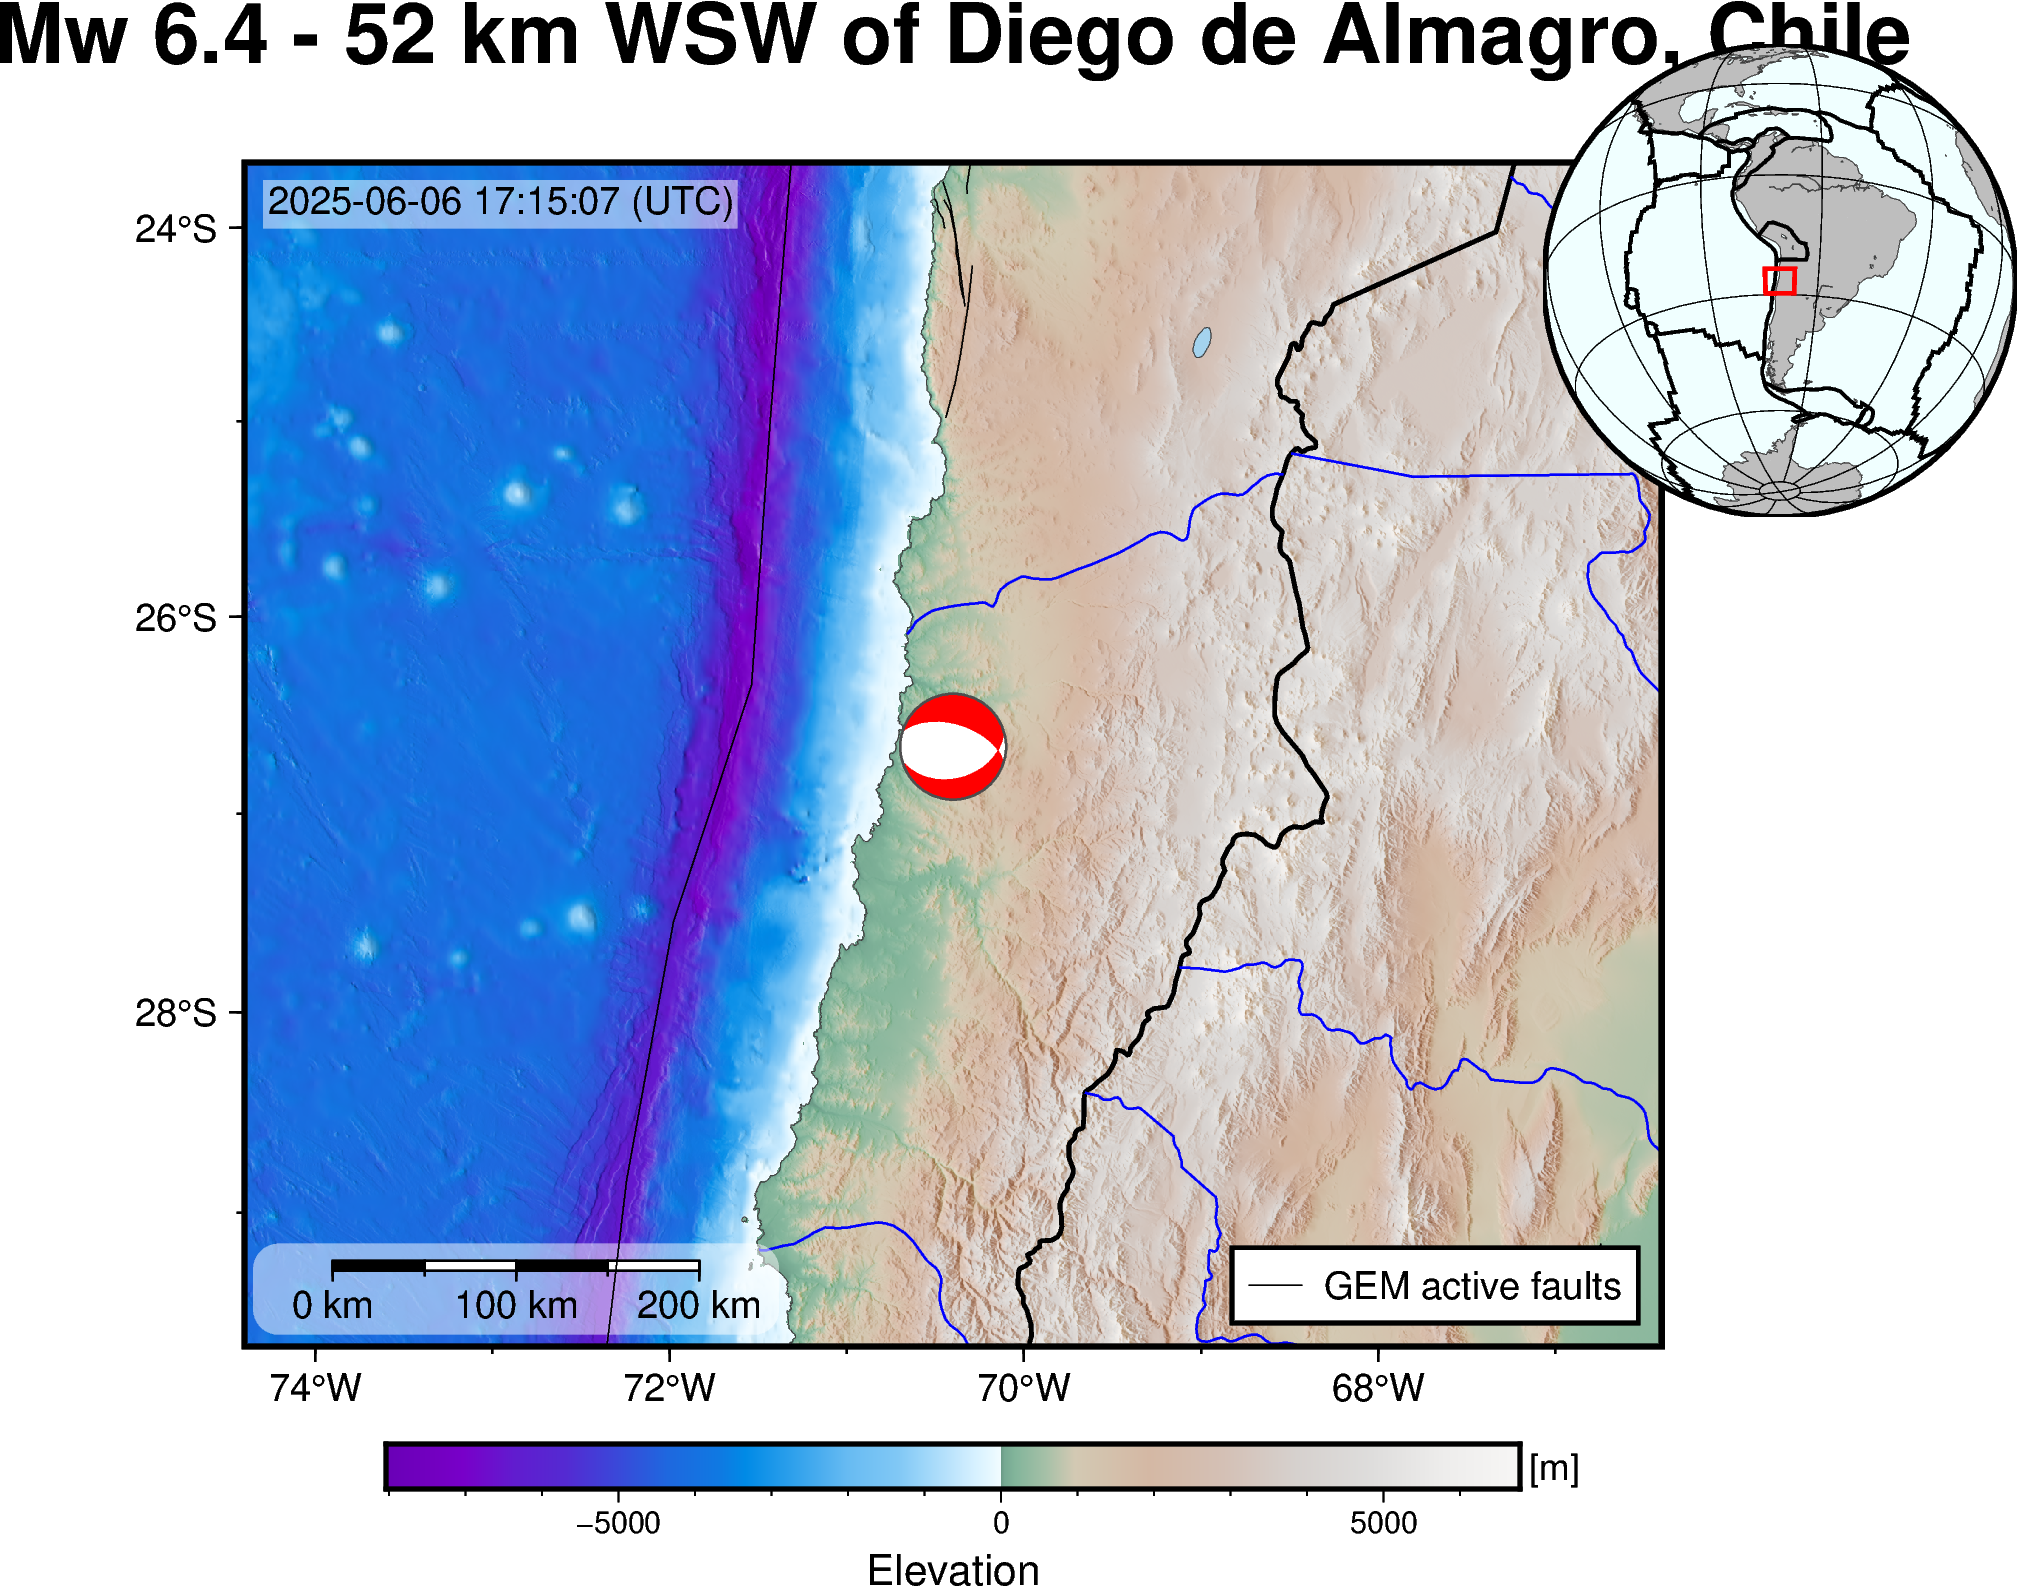 Mw 6.4 - 52 km WSW of Diego de Almagro, Chile
2025-06-06 17:15:07 (UTC)
24°S
26°S
28°S
0 km 100 km 200 km
GEM active faults
74°W 72°W 70°W 68°W
[m]
−5000 0 5000
Elevation